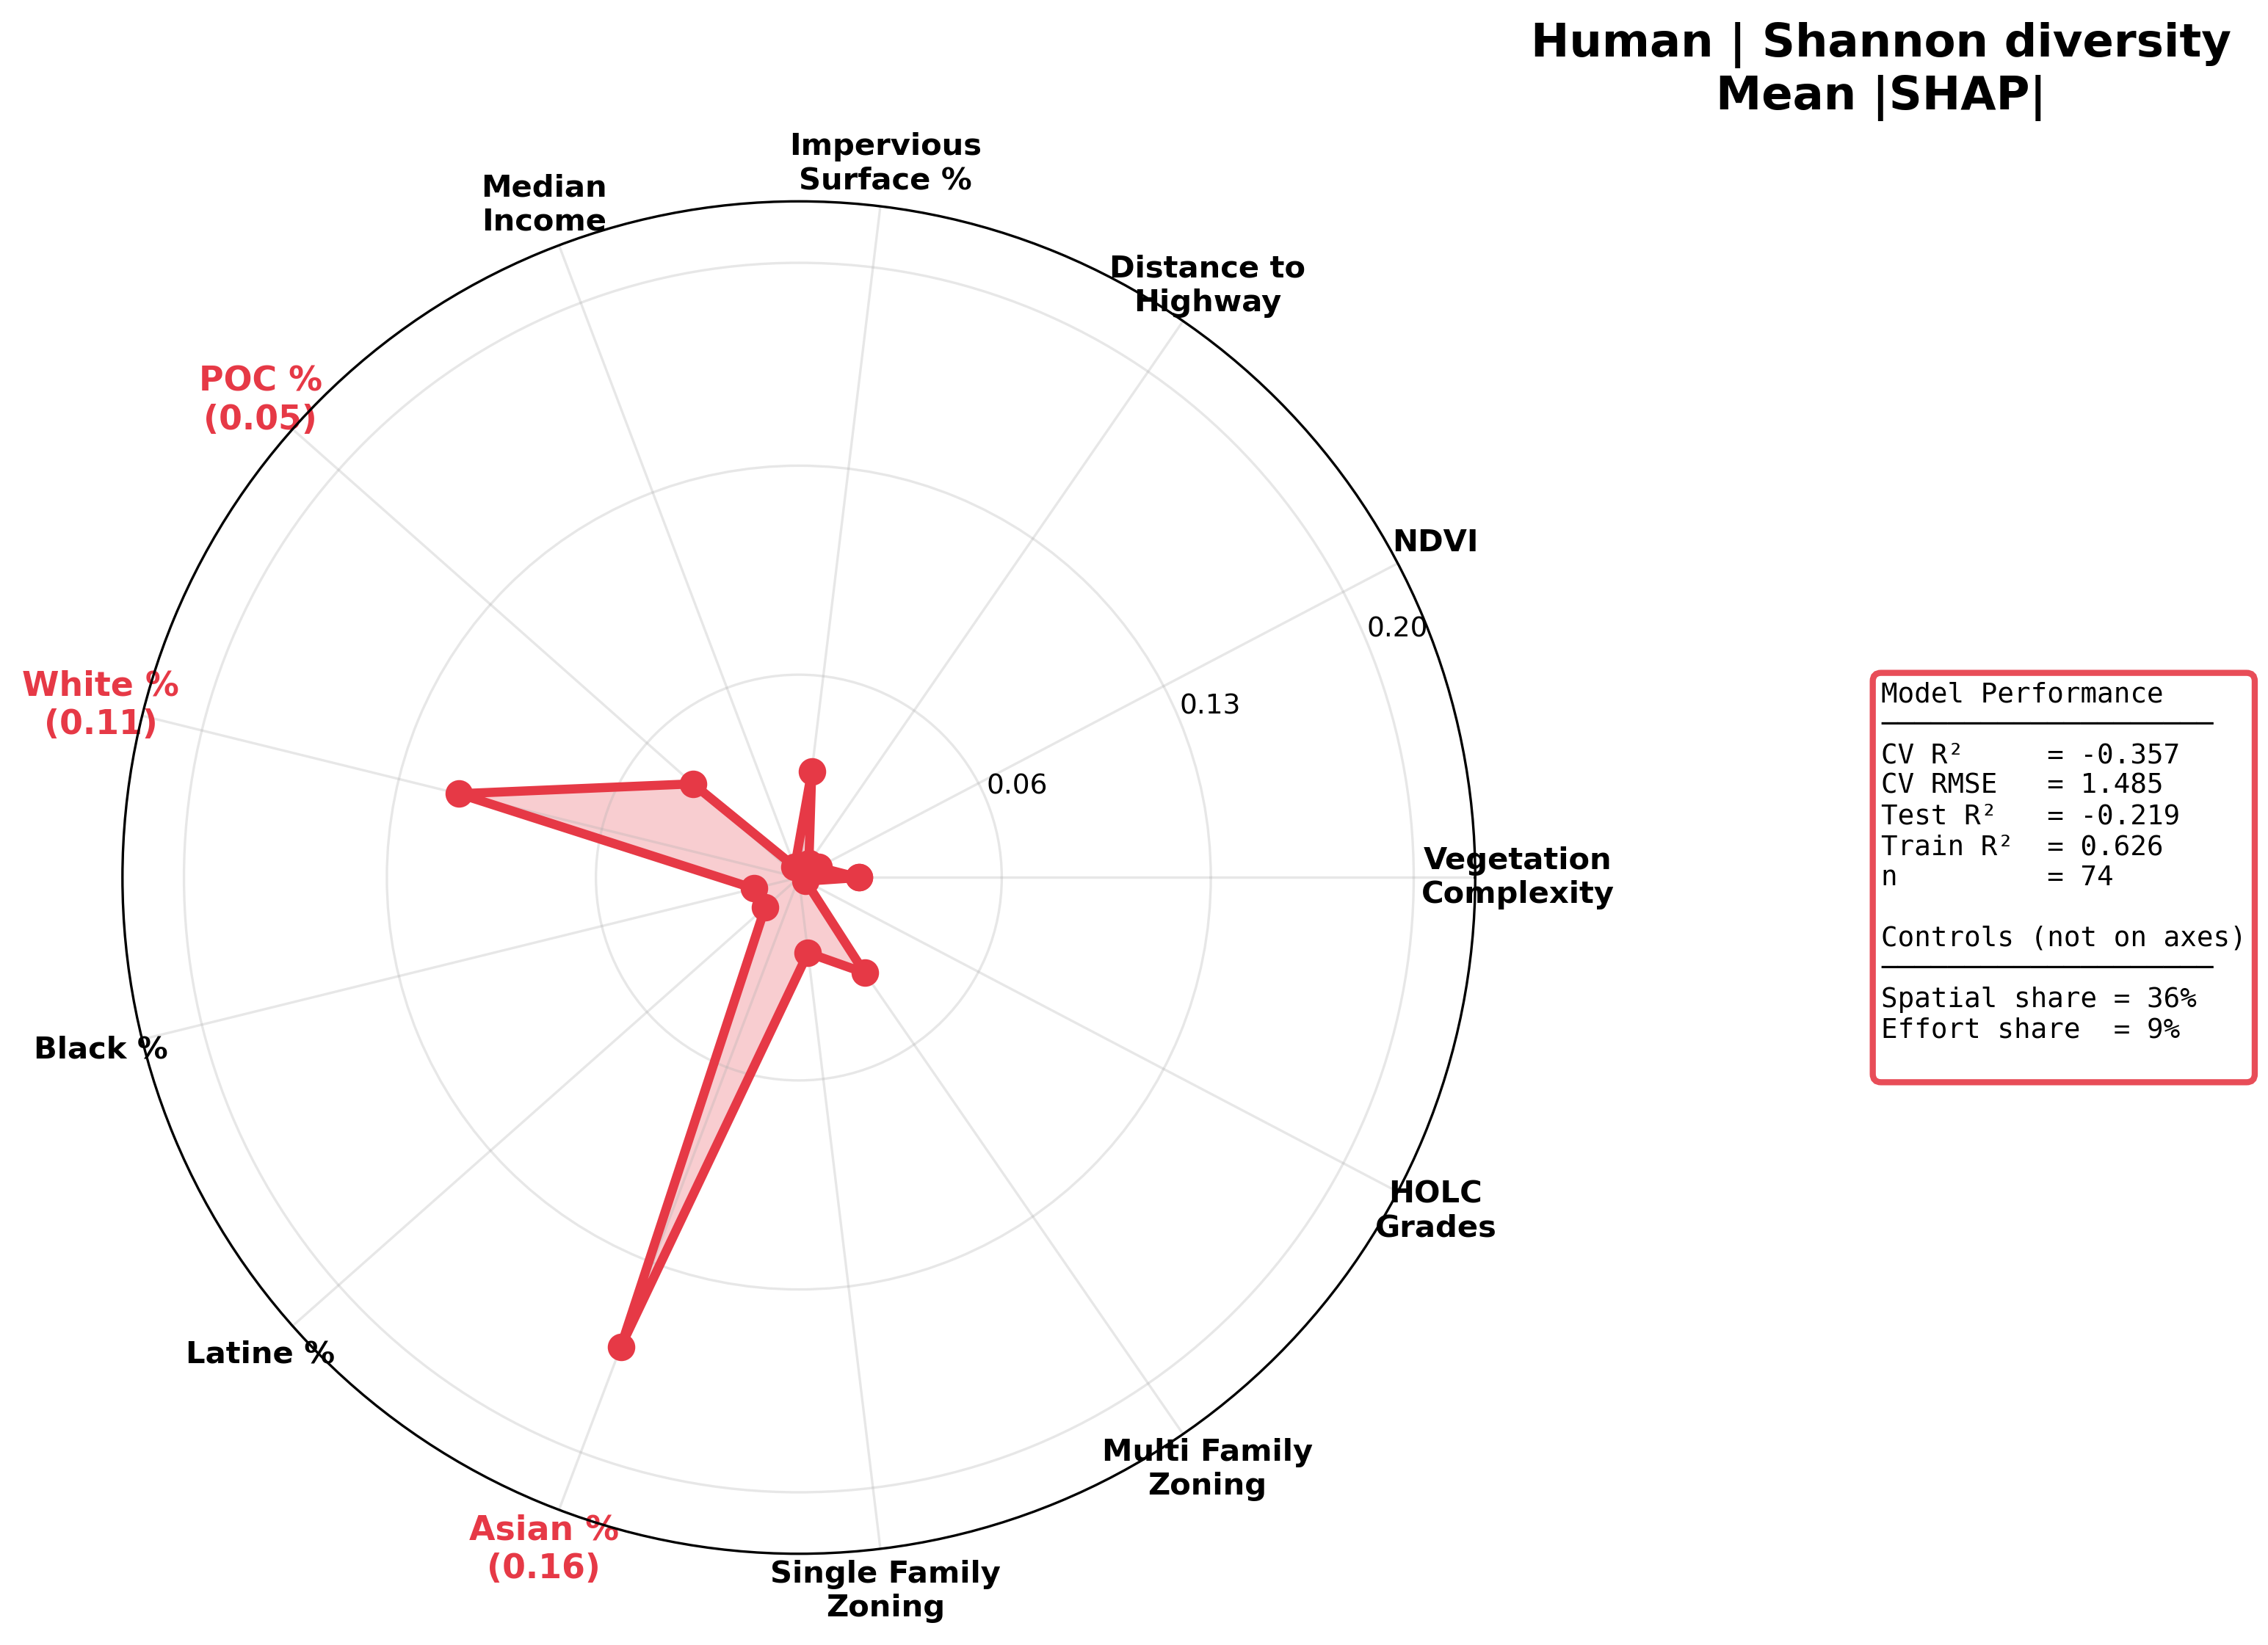 Human | Shannon diversity
Mean |SHAP|
Impervious
Surface %
Median
Income
Distance to
Highway
POC %
(0.05)
NDVI
0.20
White %
(0.11)
0.13
0.06
Vegetation
Complexity
Black %
HOLC
Grades
Latine %
Multi Family
Zoning
Asian %
(0.16)
Single Family
Zoning
Model Performance
CV R² = -0.357
CV RMSE = 1.485
Test R² = -0.219
Train R² = 0.626
n = 74
Controls (not on axes)
Spatial share = 36%
Effort share = 9%